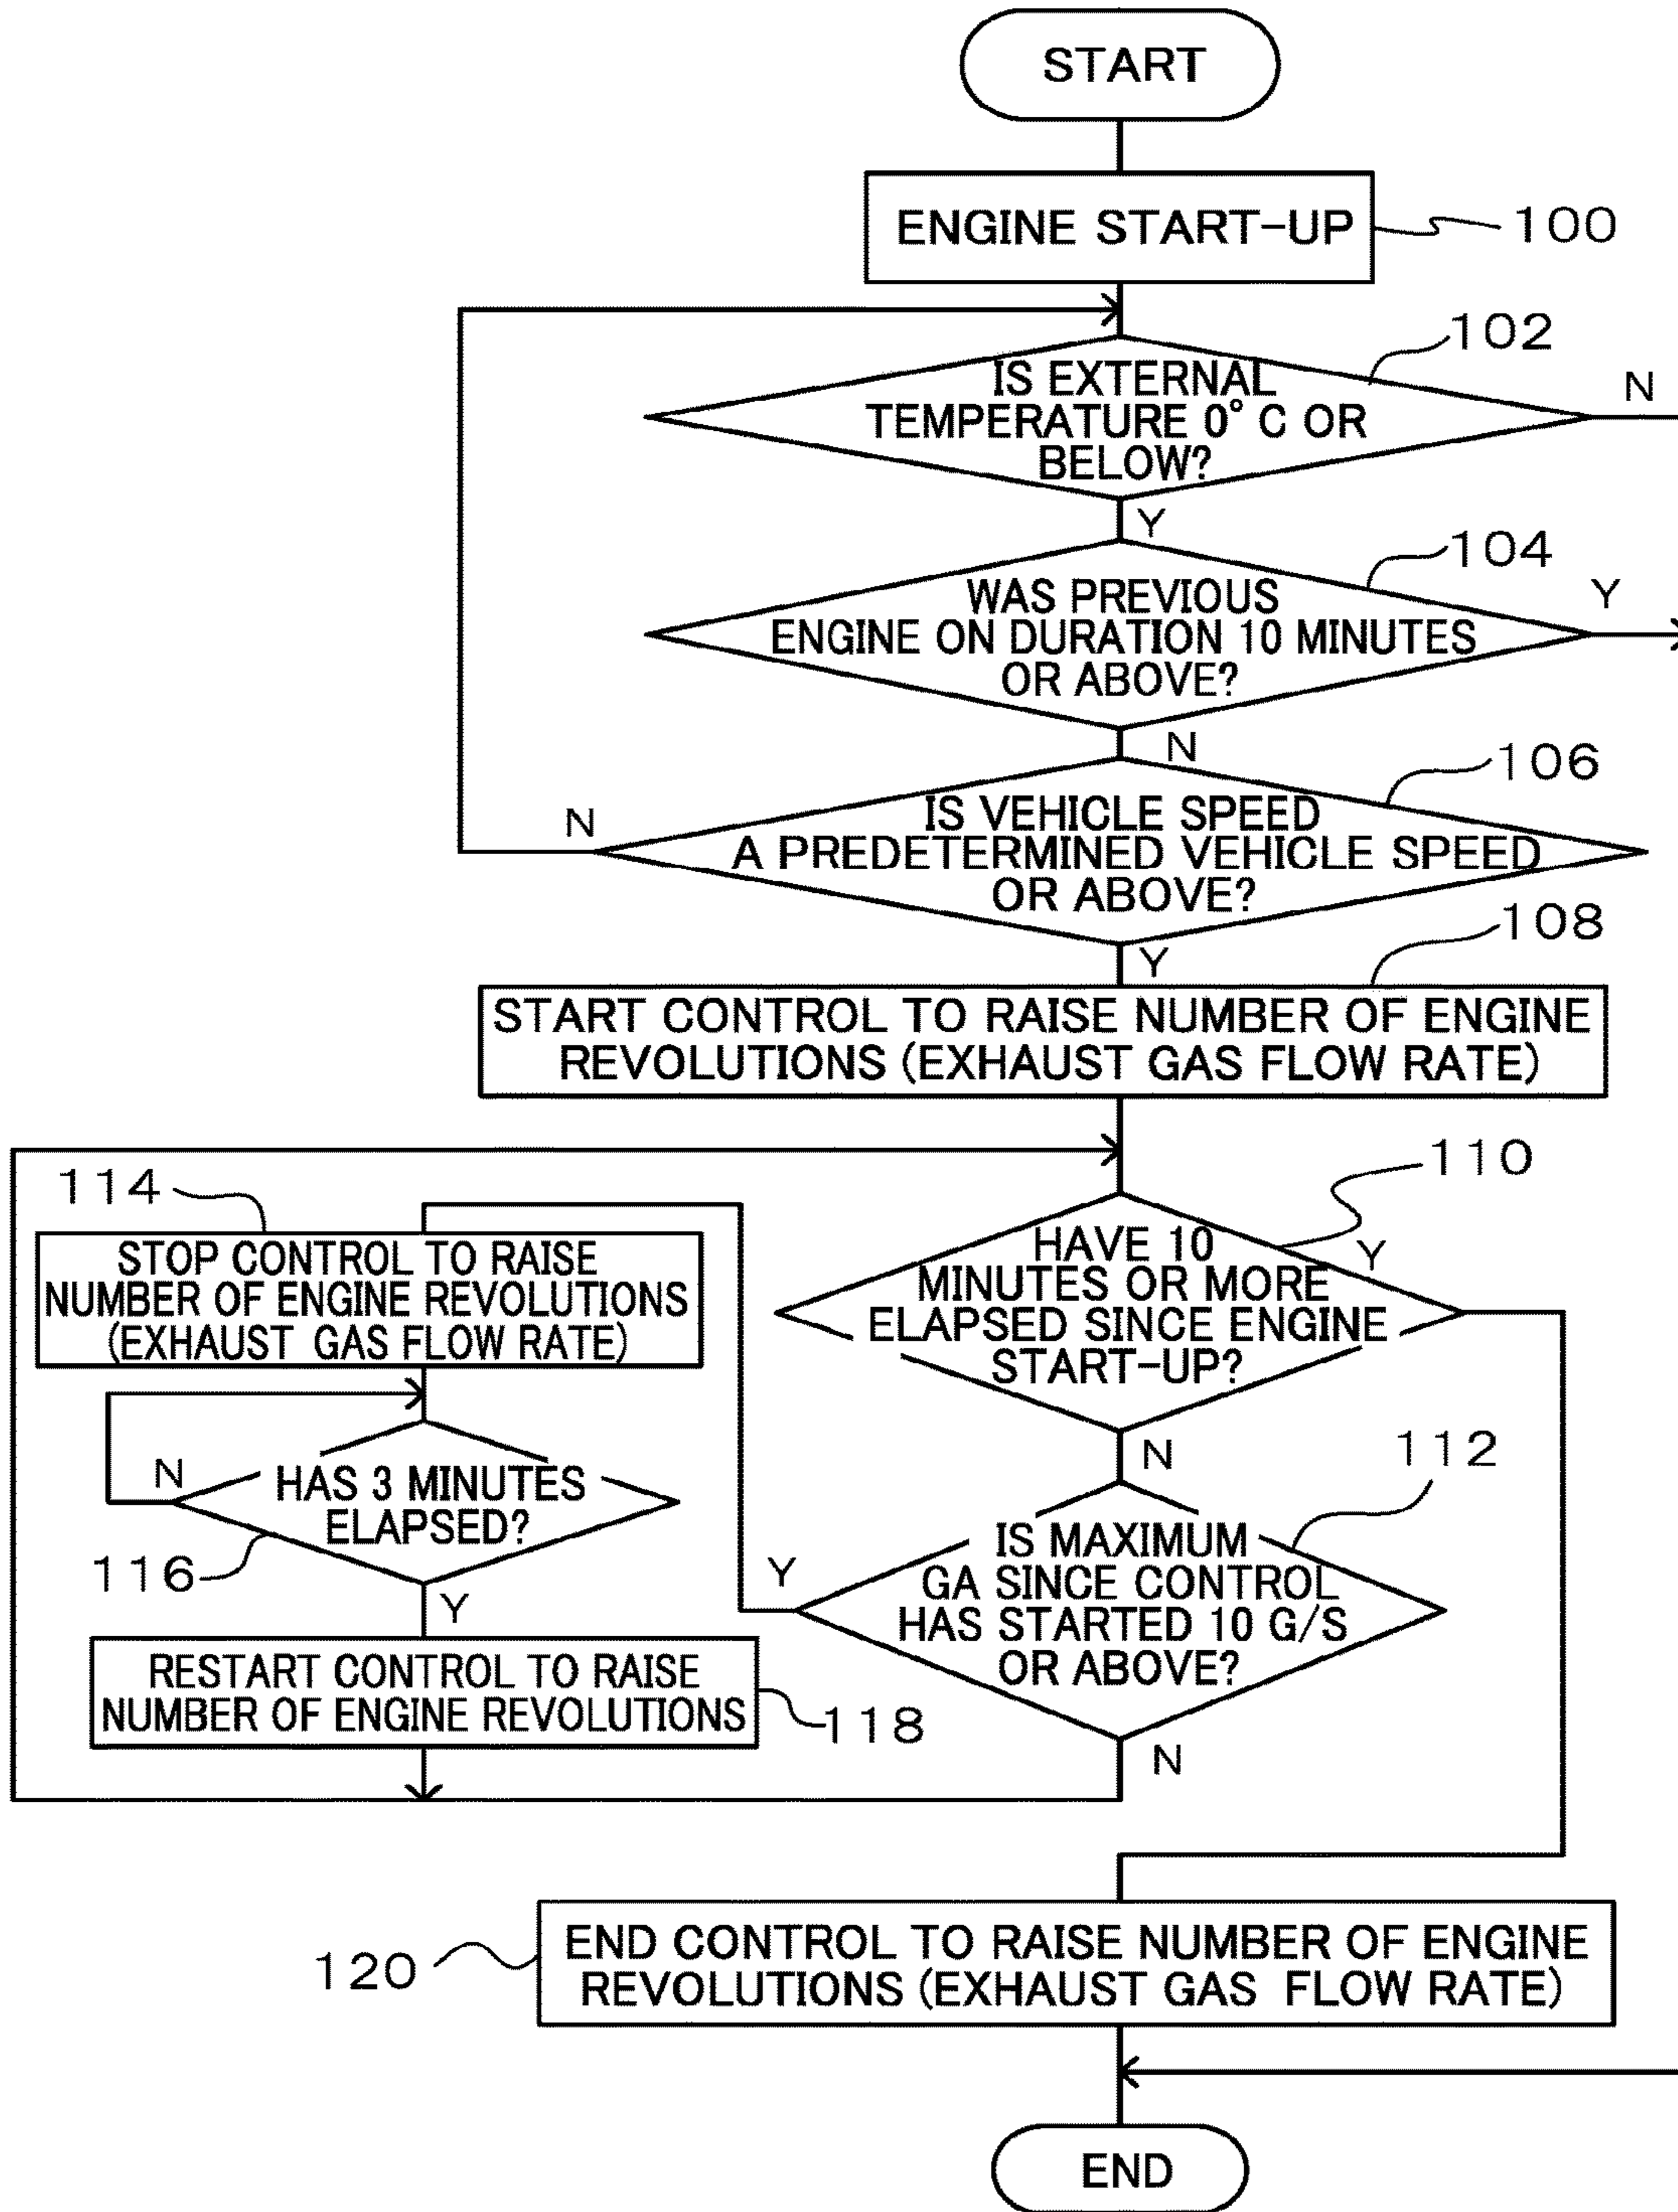 START
ENGINE START-UP
100
102
IS EXTERNAL
TEMPERATURE 0° C OR
BELOW?
N
Y
104
WAS PREVIOUS
ENGINE ON DURATION 10 MINUTES
OR ABOVE?
Y
N
106
IS VEHICLE SPEED
A PREDETERMINED VEHICLE SPEED
OR ABOVE?
N
Y
108
START CONTROL TO RAISE NUMBER OF ENGINE
REVOLUTIONS (EXHAUST GAS FLOW RATE)
110
HAVE 10
MINUTES OR MORE
ELAPSED SINCE ENGINE
START-UP?
Y
N
112
IS MAXIMUM
GA SINCE CONTROL
HAS STARTED 10 G/S
OR ABOVE?
Y
N
114
STOP CONTROL TO RAISE
NUMBER OF ENGINE REVOLUTIONS
(EXHAUST GAS FLOW RATE)
N
HAS 3 MINUTES
ELAPSED?
116
Y
RESTART CONTROL TO RAISE
NUMBER OF ENGINE REVOLUTIONS
118
120
END CONTROL TO RAISE NUMBER OF ENGINE
REVOLUTIONS (EXHAUST GAS FLOW RATE)
END